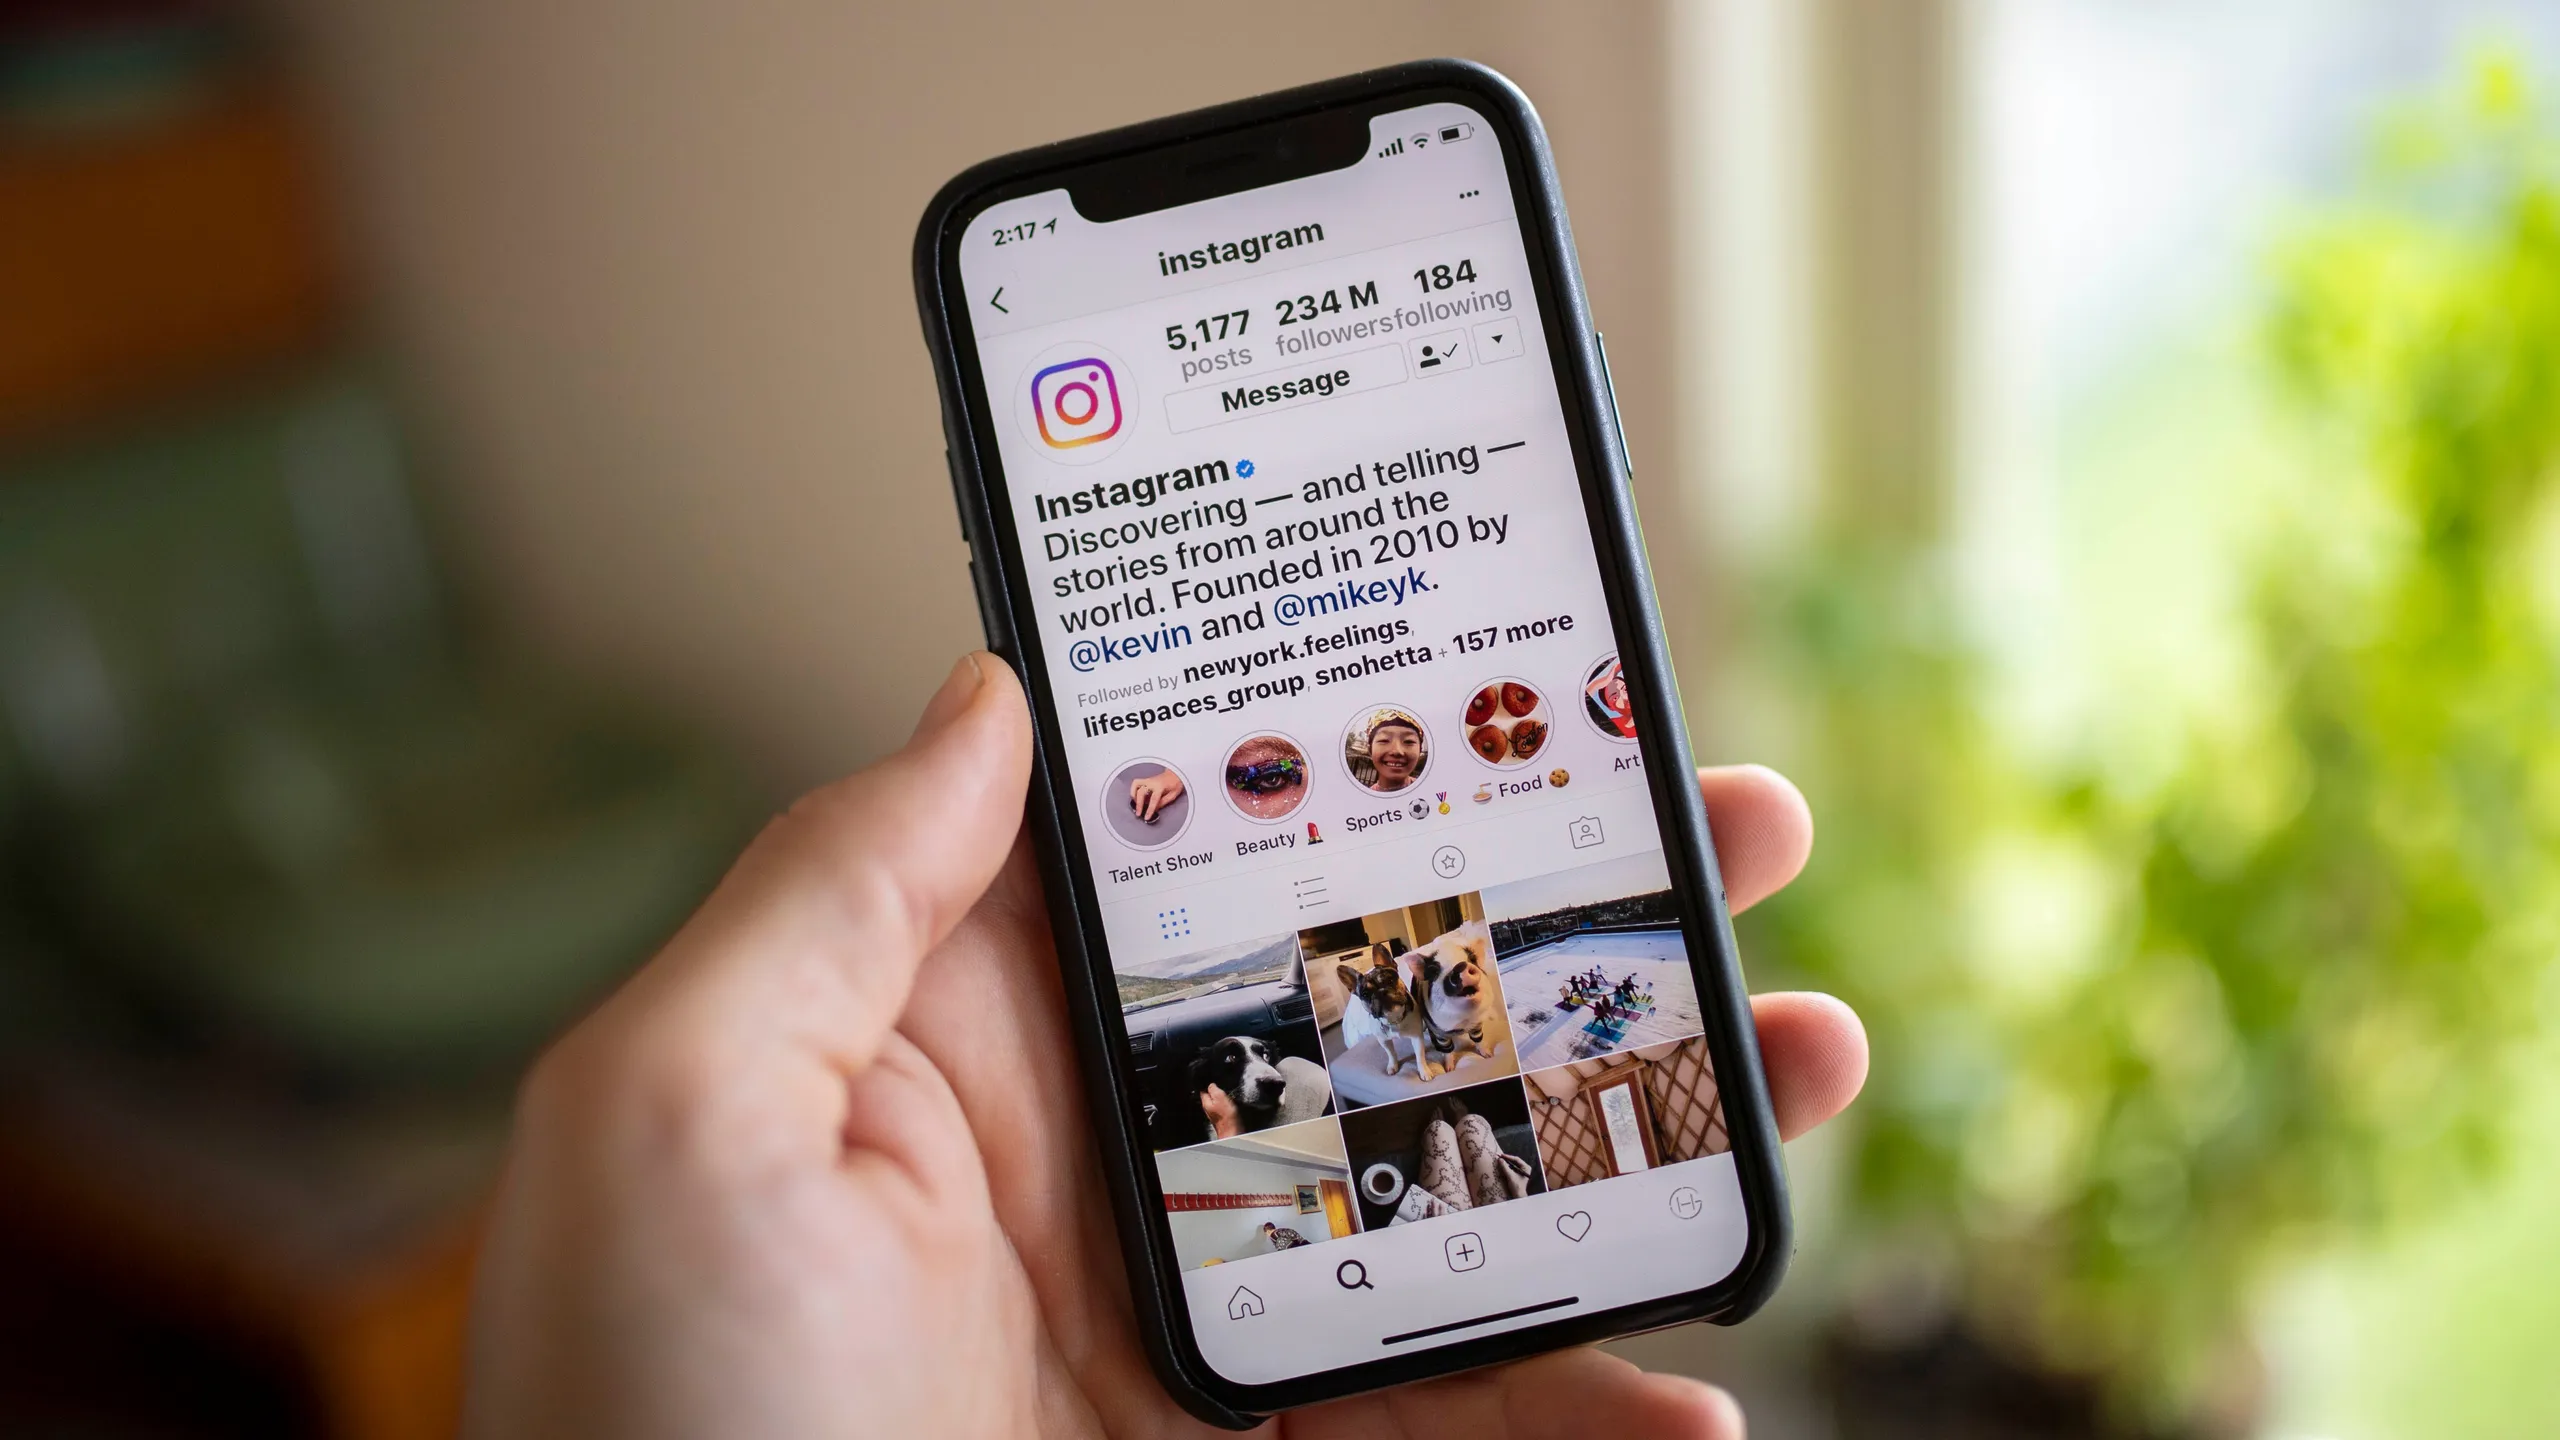 2:17
instagram
5,177 234 M 184
posts followers following
Message
Instagram
Discovering — and telling —
stories from around the
world. Founded in 2010 by
@kevin and @mikeyk.
Followed by newyork.feelings,
lifespaces_group, snohetta + 157 more
Talent Show Beauty 💄 Sports ⚽🏅 🍜 Food 🍪 Art